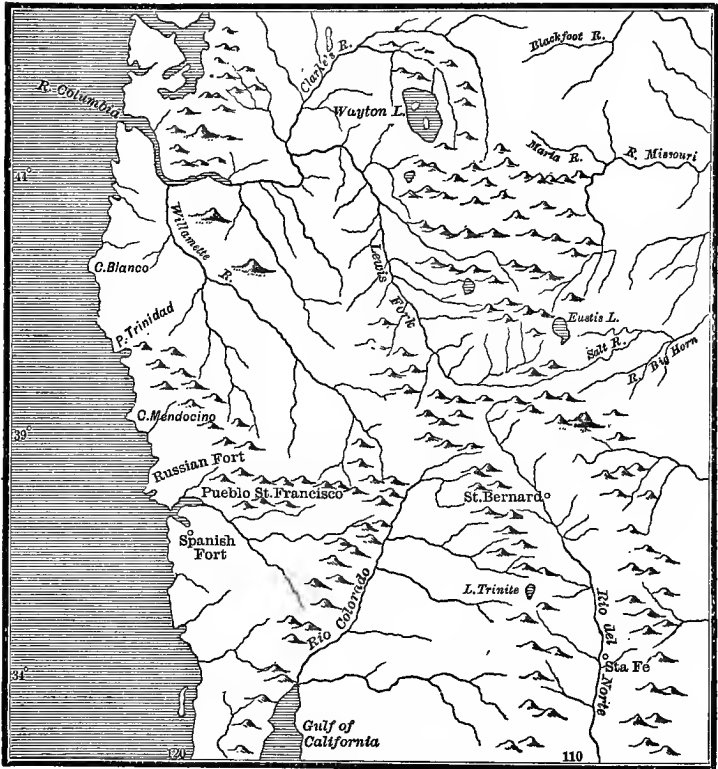 Clarke's R.
Blackfoot R.
R. Columbia
Wayton L.
Maria R.
R. Missouri
44°
Willamette R.
Lewis Fork
C. Blanco
P. Trinidad
Eustis L.
Salt R.
R. Big Horn
C. Mendocino
39°
Russian Fort
Pueblo St. Francisco
St. Bernardo
Spanish
Fort
L. Trinite
Rio Colorado
Rio del Norte
Sta Fe
34°
Gulf of
California
120
110